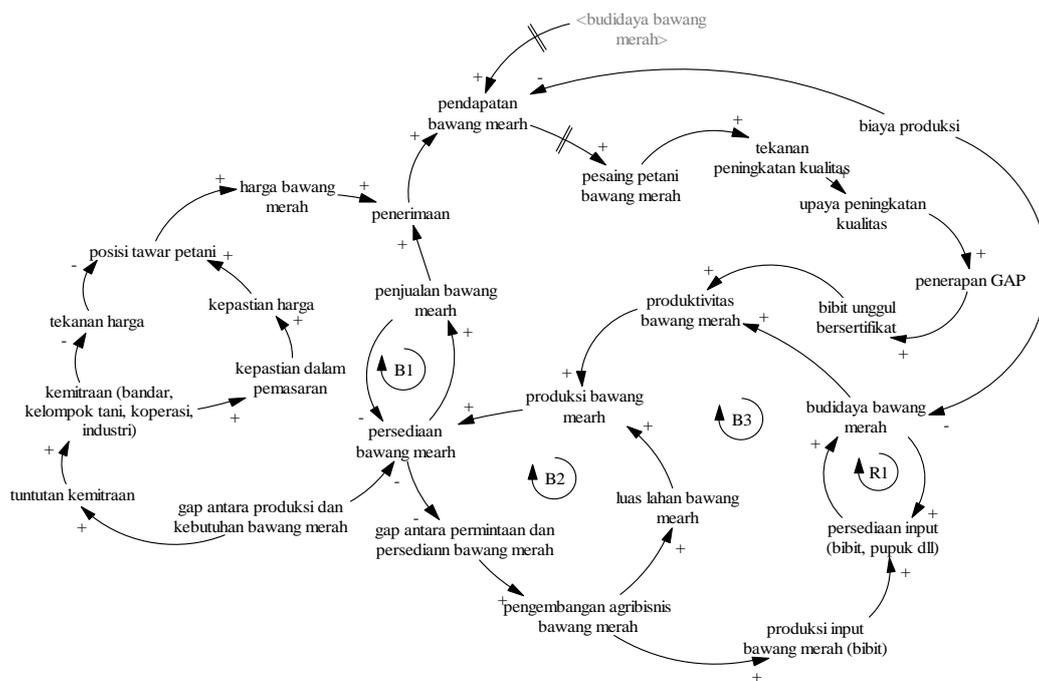 <budidaya bawang
merah>
pendapatan
bawang mearh
biaya produksi
tekanan
peningkatan kualitas
pesaing petani
bawang merah
harga bawang
merah
penerimaan
upaya peningkatan
kualitas
posisi tawar petani
penerapan GAP
kepastian harga
penjualan bawang
mearh
produktivitas
bawang merah
bibit unggul
bersertifikat
tekanan harga
B1
kepastian dalam
pemasaran
kemitraan (bandar,
kelompok tani, koperasi,
industri)
produksi bawang
mearh
B3
budidaya bawang
merah
persediaan
bawang mearh
B2
R1
tuntutan kemitraan
gap antara produksi dan
kebutuhan bawang merah
luas lahan bawang
mearh
gap antara permintaan dan
persediann bawang merah
persediaan input
(bibit, pupuk dll)
pengembangan agribisnis
bawang merah
produksi input
bawang merah (bibit)